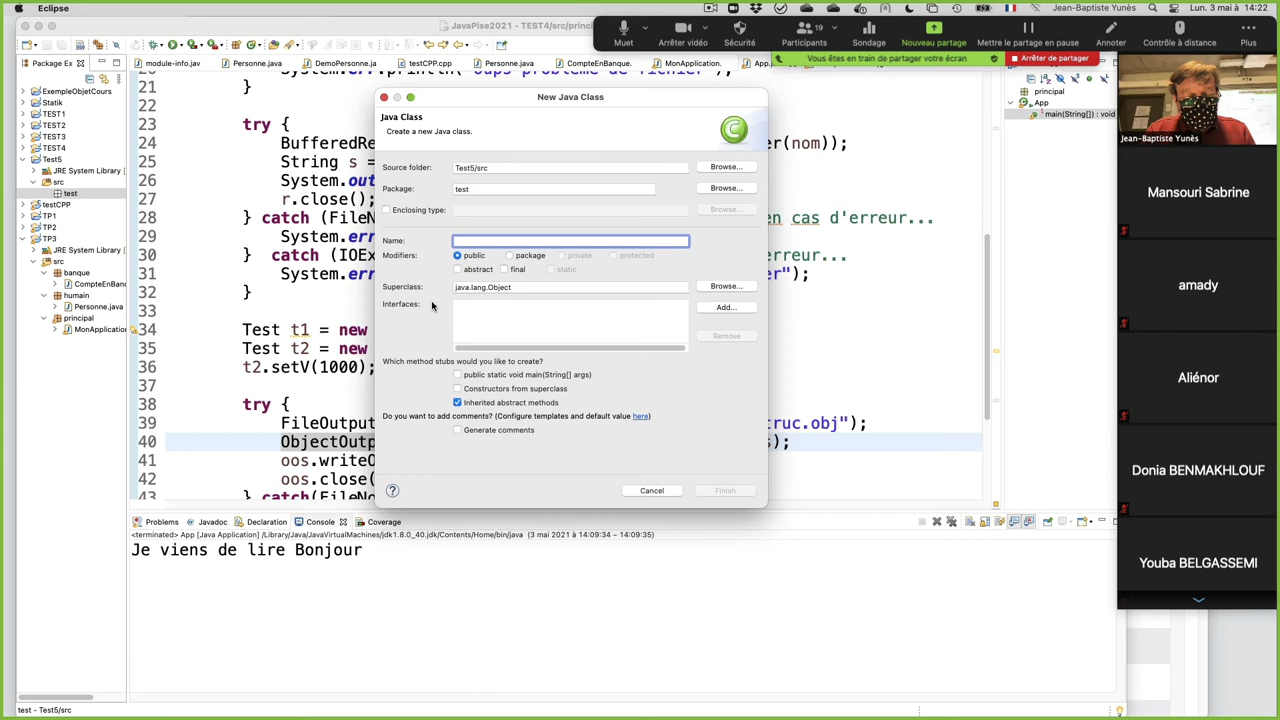 Eclipse
Jean-Baptiste Yunès
Lun. 3 mai à 14:22
JavaPise2021 - TEST4/src/princ
Muet
Arrêter vidéo
Sécurité
19
Participants
Sondage
Nouveau partage
Mettre le partage en pause
Annoter
Contrôle à distance
Plus
Vous êtes en train de partager votre écran
Arrêter de partager
Package Ex
module-info.jav
Personne.java
DemoPersonne.ja
testCPP.cpp
Personne.java
CompteEnBanque.
MonApplication.
App.j
ExempleObjetCours
Statik
TEST1
TEST2
TEST3
TEST4
Test5
JRE System Library
src
test
testCPP
TP1
TP2
TP3
JRE System Library
src
banque
CompteEnBanc
humain
Personne.java
principal
MonApplication
21 }
22
23 try {
24 BufferedRe
er(nom));
25 String s =
26 System.out
27 r.close();
28 } catch (FileN
en cas d'erreur...
29 System.err
30 } catch (IOEx
erreur...
31 System.err
er");
32 }
33
34 Test t1 = new
35 Test t2 = new
36 t2.setV(1000);
37
38 try {
39 FileOutput
truc.obj");
40 ObjectOutp
s);
41 oos.writeO
42 oos.close(
43 } catch(FileNo
New Java Class
Java Class
Create a new Java class.
Source folder:
Test5/src
Browse...
Package:
test
Browse...
Enclosing type:
Browse...
Name:
Modifiers:
public
package
private
protected
abstract
final
static
Superclass:
java.lang.Object
Browse...
Interfaces:
Add...
Remove
Which method stubs would you like to create?
public static void main(String[] args)
Constructors from superclass
Inherited abstract methods
Do you want to add comments? (Configure templates and default value here)
Generate comments
Cancel
Finish
principal
App
main(String[]) : void
Jean-Baptiste Yunès
Mansouri Sabrine
amady
Aliénor
Donia BENMAKHLOUF
Youba BELGASSEMI
Problems
Javadoc
Declaration
Console
Coverage
<terminated> App [Java Application] /Library/Java/JavaVirtualMachines/jdk1.8.0_40.jdk/Contents/Home/bin/java (3 mai 2021 à 14:09:34 – 14:09:35)
Je viens de lire Bonjour
test - Test5/src